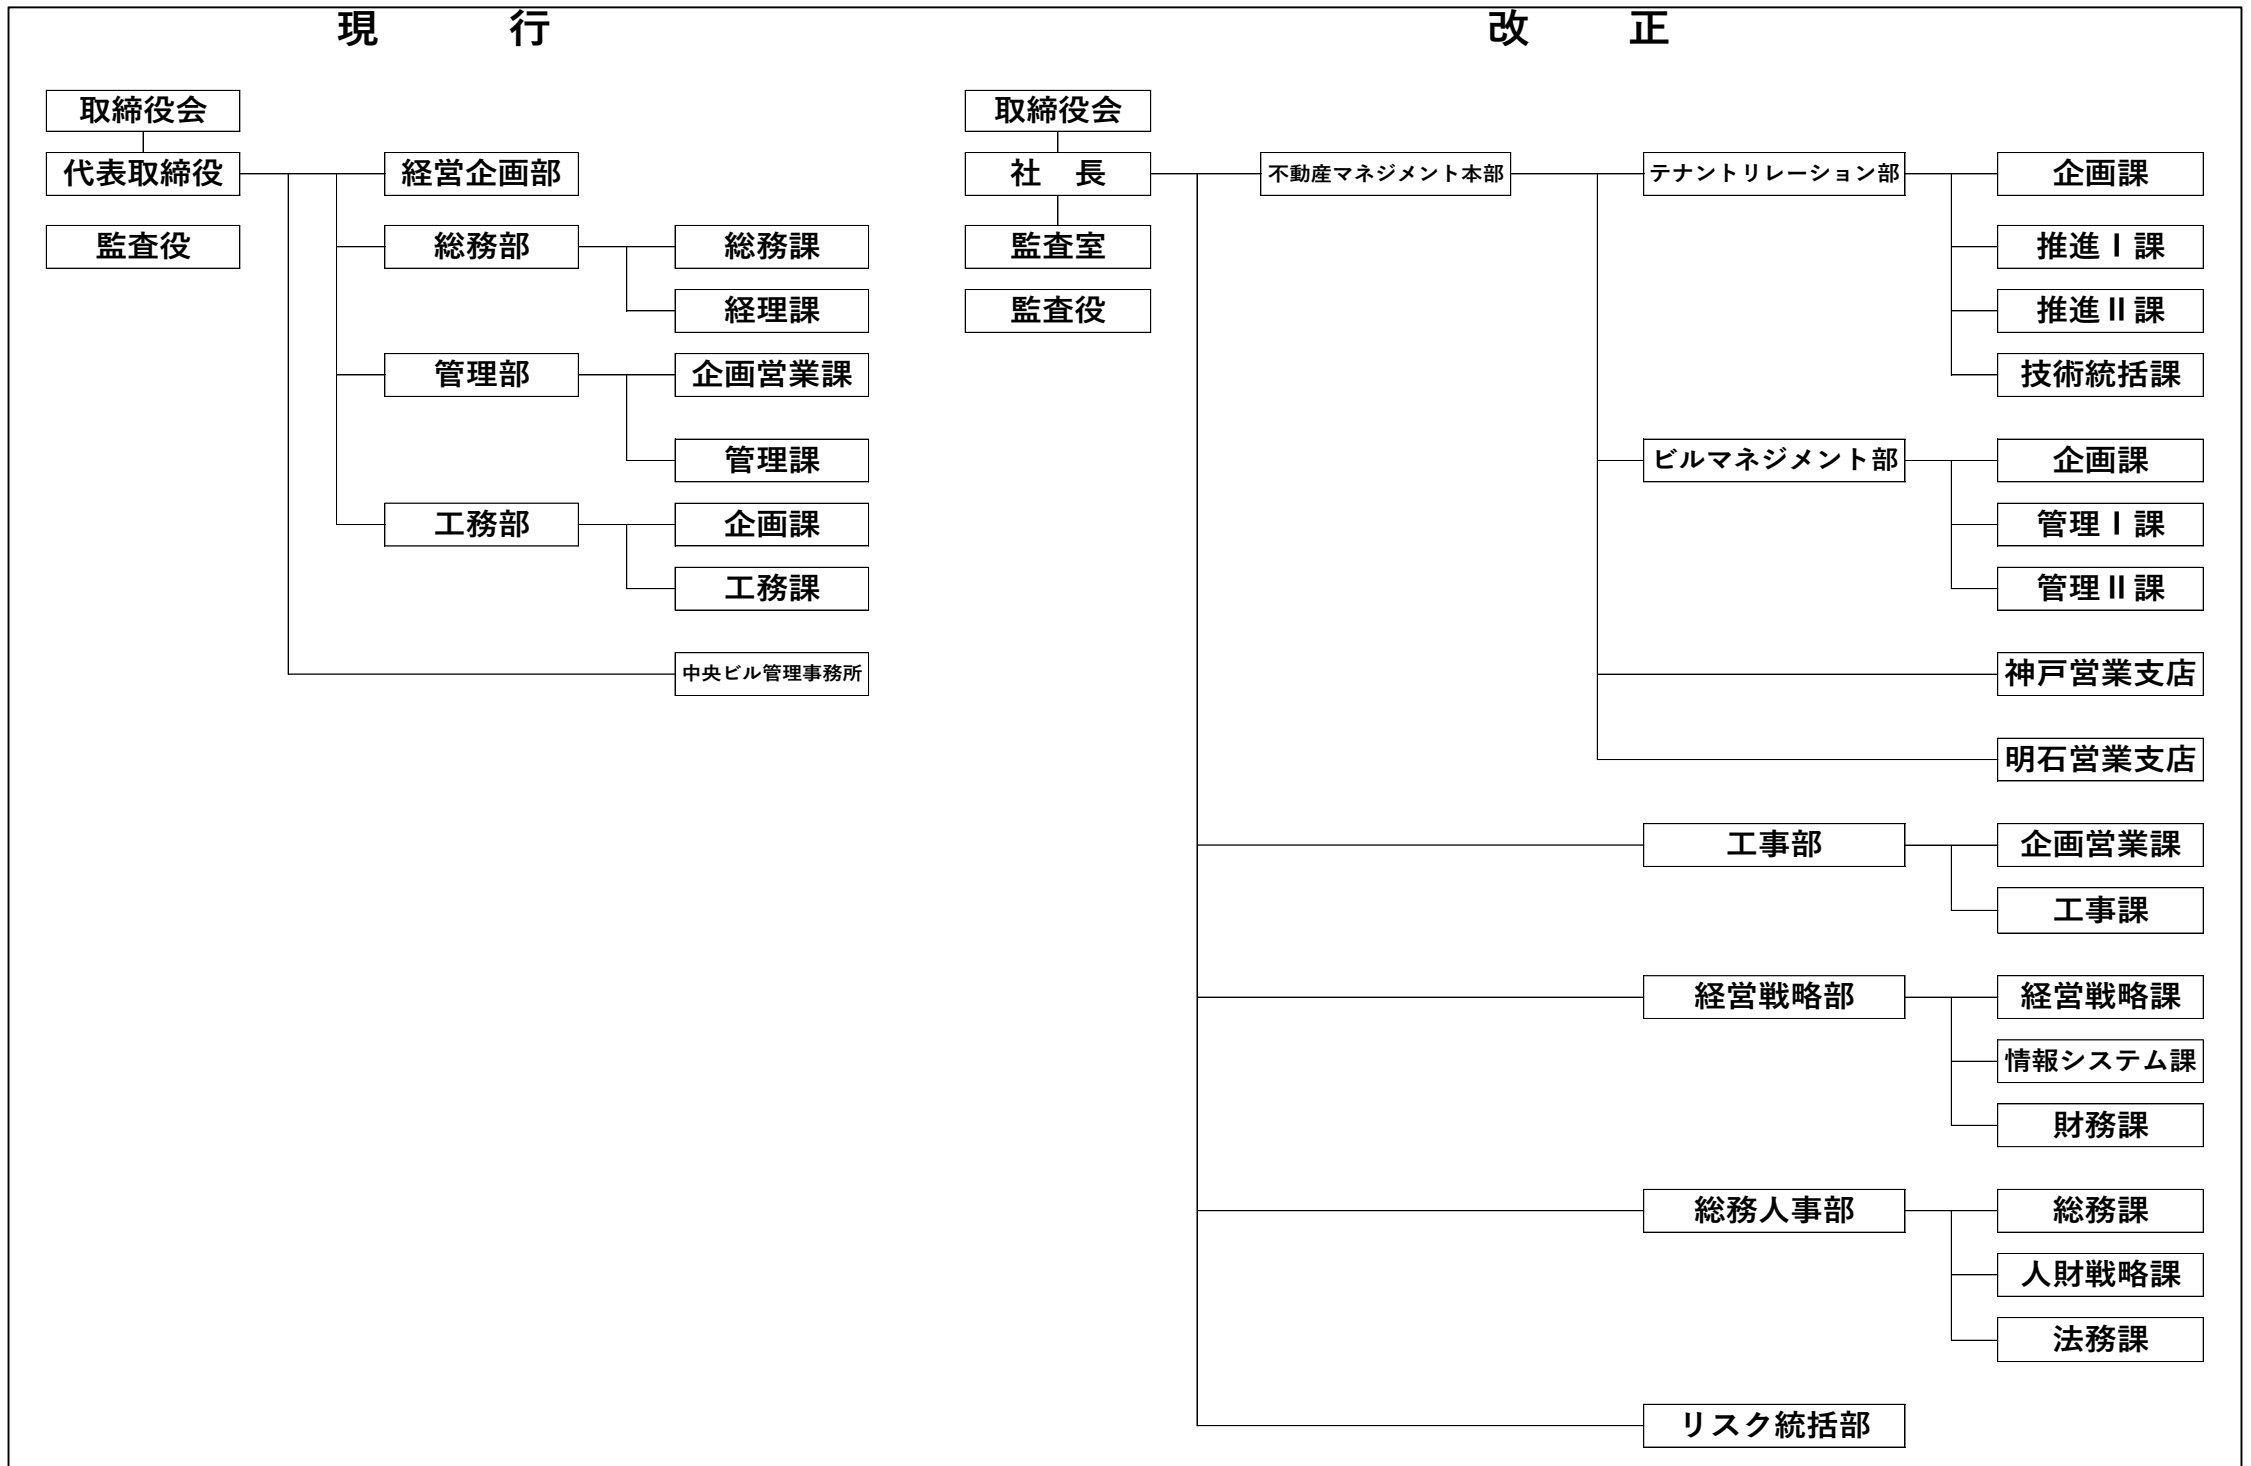 現　行
取締役会
代表取締役
経営企画部
監査役
総務部
総務課
経理課
管理部
企画営業課
管理課
工務部
企画課
工務課
中央ビル管理事務所
改　正
取締役会
社　長
不動産マネジメント本部
テナントリレーション部
企画課
監査室
推進Ⅰ課
監査役
推進Ⅱ課
技術統括課
ビルマネジメント部
企画課
管理Ⅰ課
管理Ⅱ課
神戸営業支店
明石営業支店
工事部
企画営業課
工事課
経営戦略部
経営戦略課
情報システム課
財務課
総務人事部
総務課
人財戦略課
法務課
リスク統括部